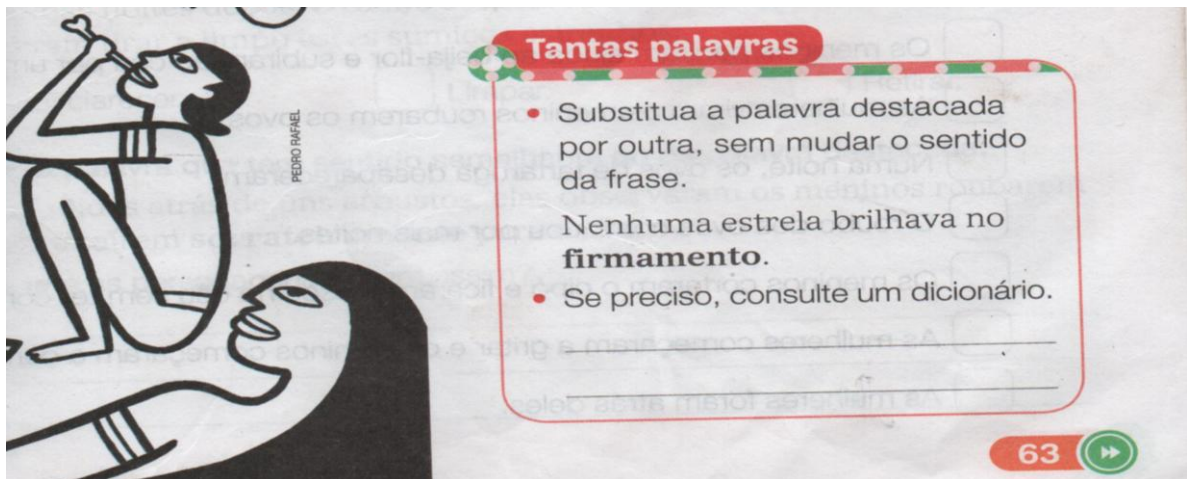 Tantas palavras
Substitua a palavra destacada
por outra, sem mudar o sentido
da frase.
Nenhuma estrela brilhava no
firmamento.
• Se preciso, consulte um dicionário.
PEDRO RAFAEL
63